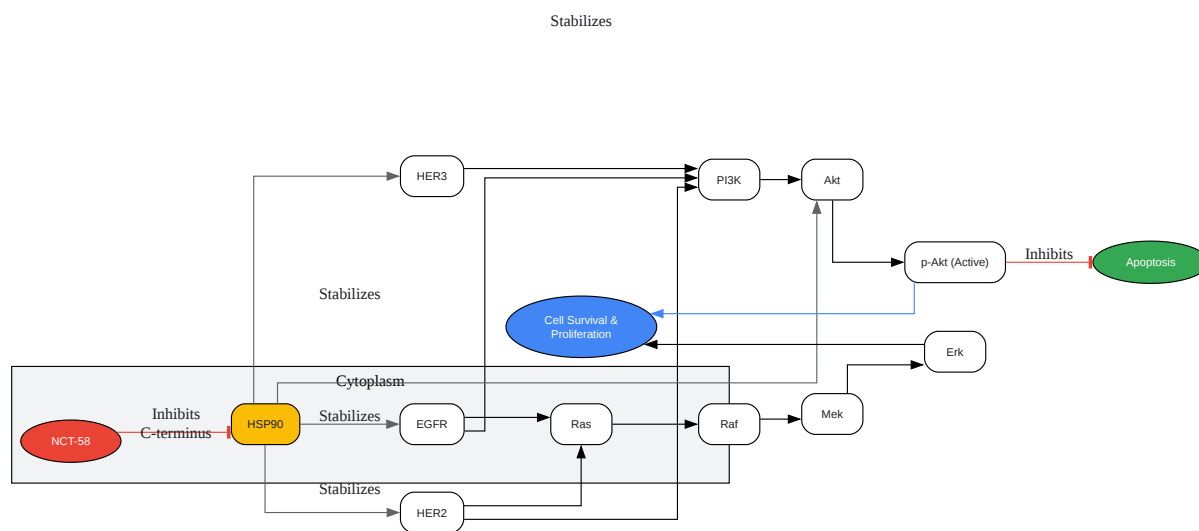 Stabilizes
HER3
PI3K
Akt
p-Akt (Active)
Inhibits
Apoptosis
Stabilizes
Cell Survival &
Proliferation
Erk
Cytoplasm
Inhibits
C-terminus
NCT-58
HSP90
Stabilizes
EGFR
Ras
Raf
Mek
Stabilizes
HER2